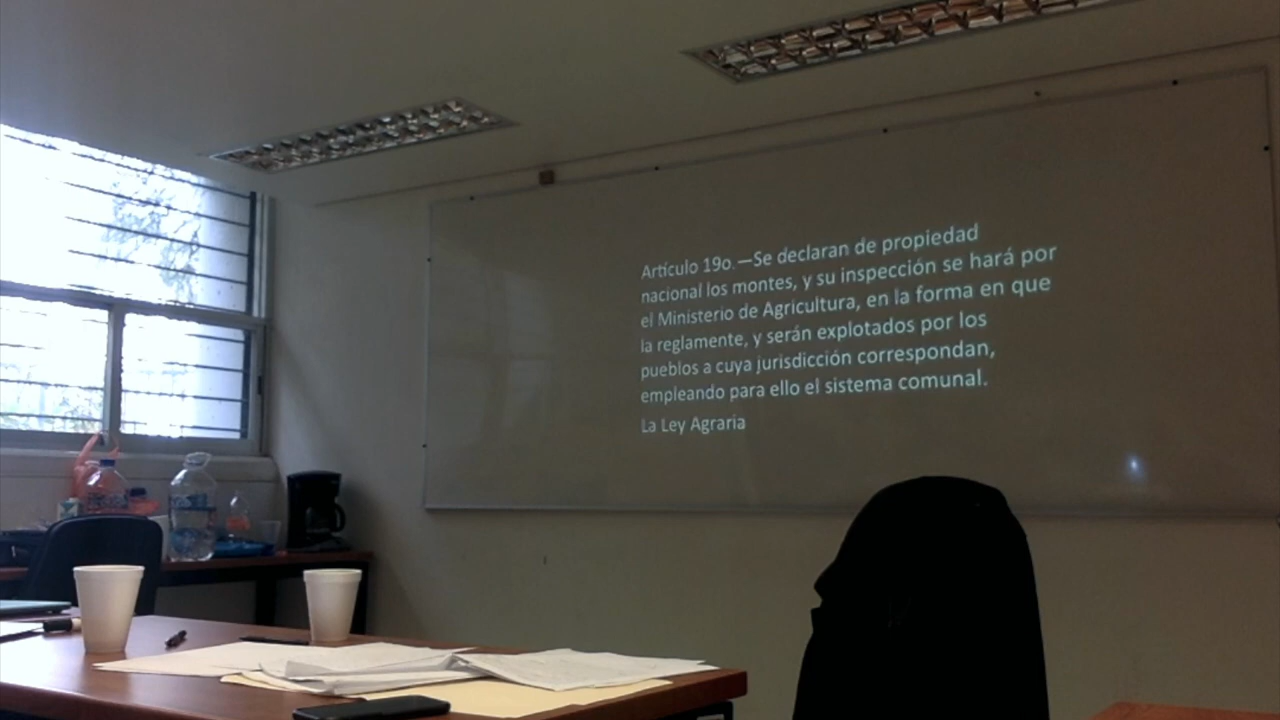 Artículo 19o.—Se declaran de propiedad
nacional los montes, y su inspección se hará por
el Ministerio de Agricultura, en la forma en que
la reglamente, y serán explotados por los
pueblos a cuya jurisdicción correspondan,
empleando para ello el sistema comunal.
La Ley Agraria